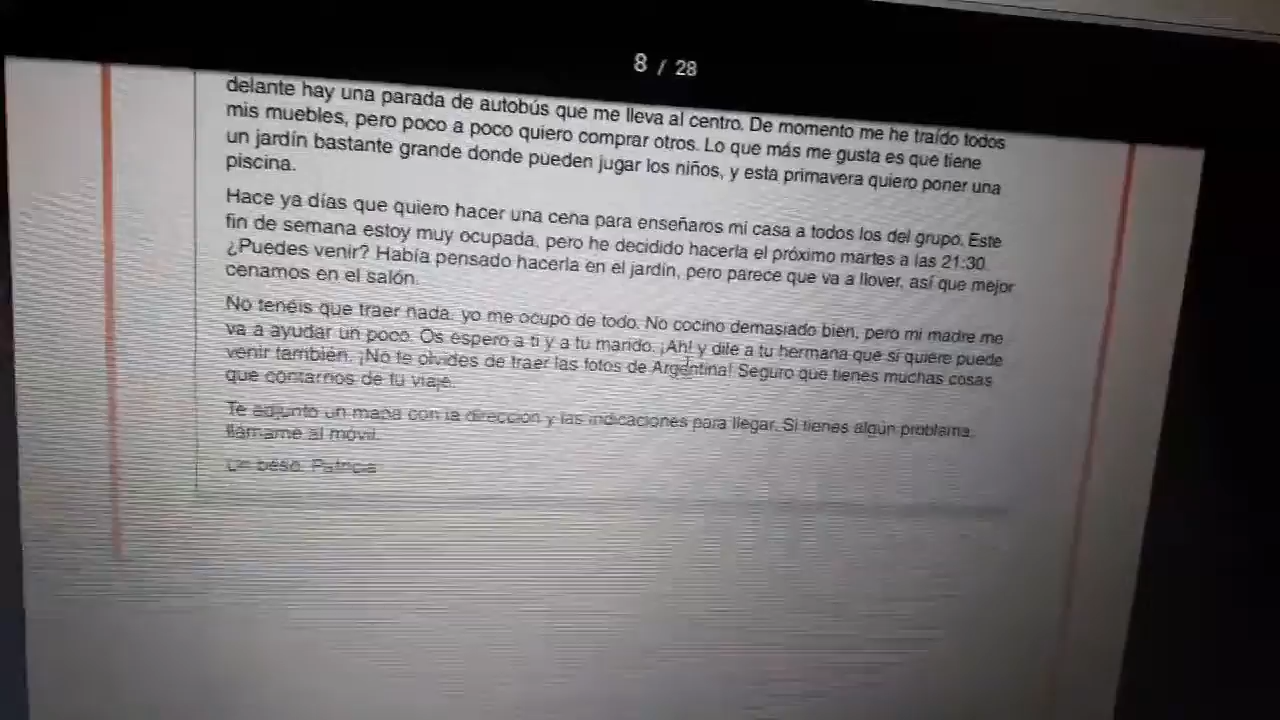 8 / 28
delante hay una parada de autobús que me lleva al centro. De momento me he traído todos
mis muebles, pero poco a poco quiero comprar otros. Lo que más me gusta es que tiene
un jardín bastante grande donde pueden jugar los niños, y esta primavera quiero poner una
piscina.
Hace ya días que quiero hacer una cena para enseñaros mi casa a todos los del grupo. Este
fin de semana estoy muy ocupada, pero he decidido hacerla el próximo martes a las 21:30.
¿Puedes venir? Había pensado hacerla en el jardín, pero parece que va a llover, así que mejor
cenamos en el salón.
No tenéis que traer nada, yo me ocupo de todo. No cocino demasiado bien, pero mi madre me
va a ayudar un poco. Os espero a ti y a tu marido. ¡Ah! y dile a tu hermana que si quiere puede
venir también. ¡No te olvides de traer las fotos de Argentina! Seguro que tienes muchas cosas
que contarnos de tu viaje.
Te adjunto un mapa con la dirección y las indicaciones para llegar. Si tienes algún problema,
llámame al móvil.
Un beso, Patricia